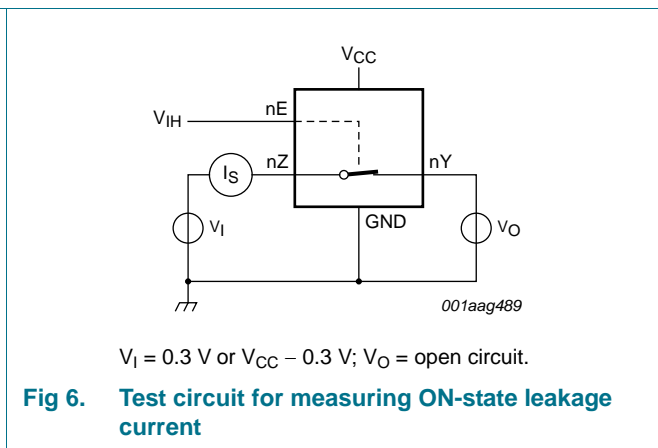 VCC
nE
VIH
nZ
nY
IS
GND
VI
VO
001aag489
VI = 0.3 V or VCC − 0.3 V; VO = open circuit.
Fig 6. Test circuit for measuring ON-state leakage
current